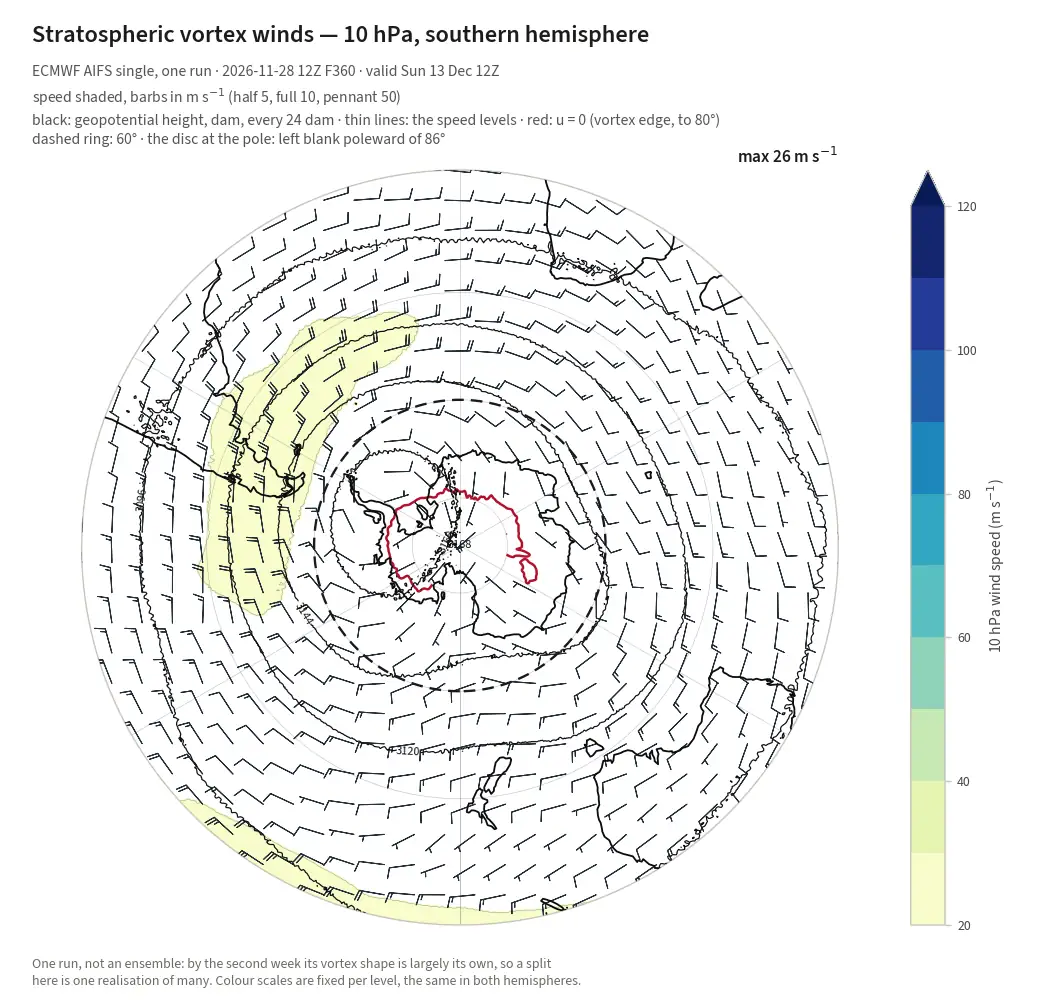 Stratospheric vortex winds — 10 hPa, southern hemisphere
ECMWF AIFS single, one run · 2026-11-28 12Z F360 · valid Sun 13 Dec 12Z
speed shaded, barbs in m s⁻¹ (half 5, full 10, pennant 50)
black: geopotential height, dam, every 24 dam · thin lines: the speed levels · red: u = 0 (vortex edge, to 80°)
dashed ring: 60° · the disc at the pole: left blank poleward of 86°
max 26 m s⁻¹
120
100
80
60
40
20
10 hPa wind speed (m s⁻¹)
3096
3144
3120
One run, not an ensemble: by the second week its vortex shape is largely its own, so a split
here is one realisation of many. Colour scales are fixed per level, the same in both hemispheres.